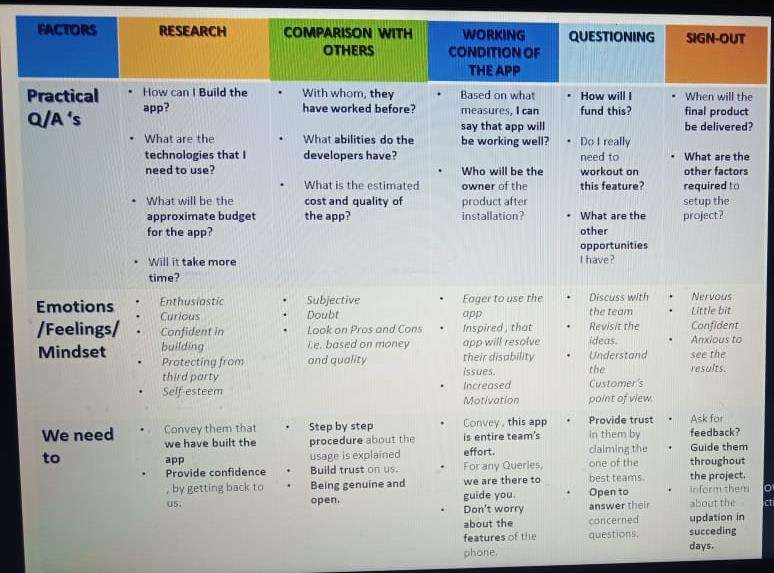 FACTORS
RESEARCH
COMPARISON WITH
OTHERS
WORKING
CONDITION OF
THE APP
QUESTIONING
SIGN-OUT
Practical
Q/A 's
• How can I Build the
app?
• What are the
technologies that I
need to use?
• What will be the
approximate budget
for the app?
• Will it take more
time?
• With whom, they
have worked before?
• What abilities do the
developers have?
• What is the estimated
cost and quality of
the app?
• Based on what
measures, I can
say that app will
be working well?
• Who will be the
owner of the
product after
installation?
• How will I
fund this?
• Do I really
need to
workout on
this feature?
• What are the
other
opportunities
I have?
• When will the
final product
be delivered?
• What are the
other factors
required to
setup the
project?
Emotions
/Feelings/
Mindset
• Enthusiastic
• Curious
• Confident in
building
• Protecting from
third party
• Self-esteem
• Subjective
• Doubt
• Look on Pros and Cons
i.e. based on money
and quality
• Eager to use the
app
• Inspired, that
app will resolve
their disability
issues.
• Increased
Motivation
• Discuss with
the team
• Revisit the
ideas.
• Understand
the
Customer's
point of view.
• Nervous
• Little bit
Confident
• Anxious to
see the
results.
We need
to
• Convey them that
we have built the
app
• Provide confidence
, by getting back to
us.
• Step by step
procedure about the
usage is explained
• Build trust on us.
• Being genuine and
open.
• Convey, this app
is entire team's
effort.
• For any Queries,
we are there to
guide you.
• Don't worry
about the
features of the
phone.
• Provide trust
in them by
claiming the
one of the
best teams.
• Open to
answer their
concerned
questions.
• Ask for
feedback?
• Guide them
throughout
the project.
• Inform them
about the
updation in
succeding
days.